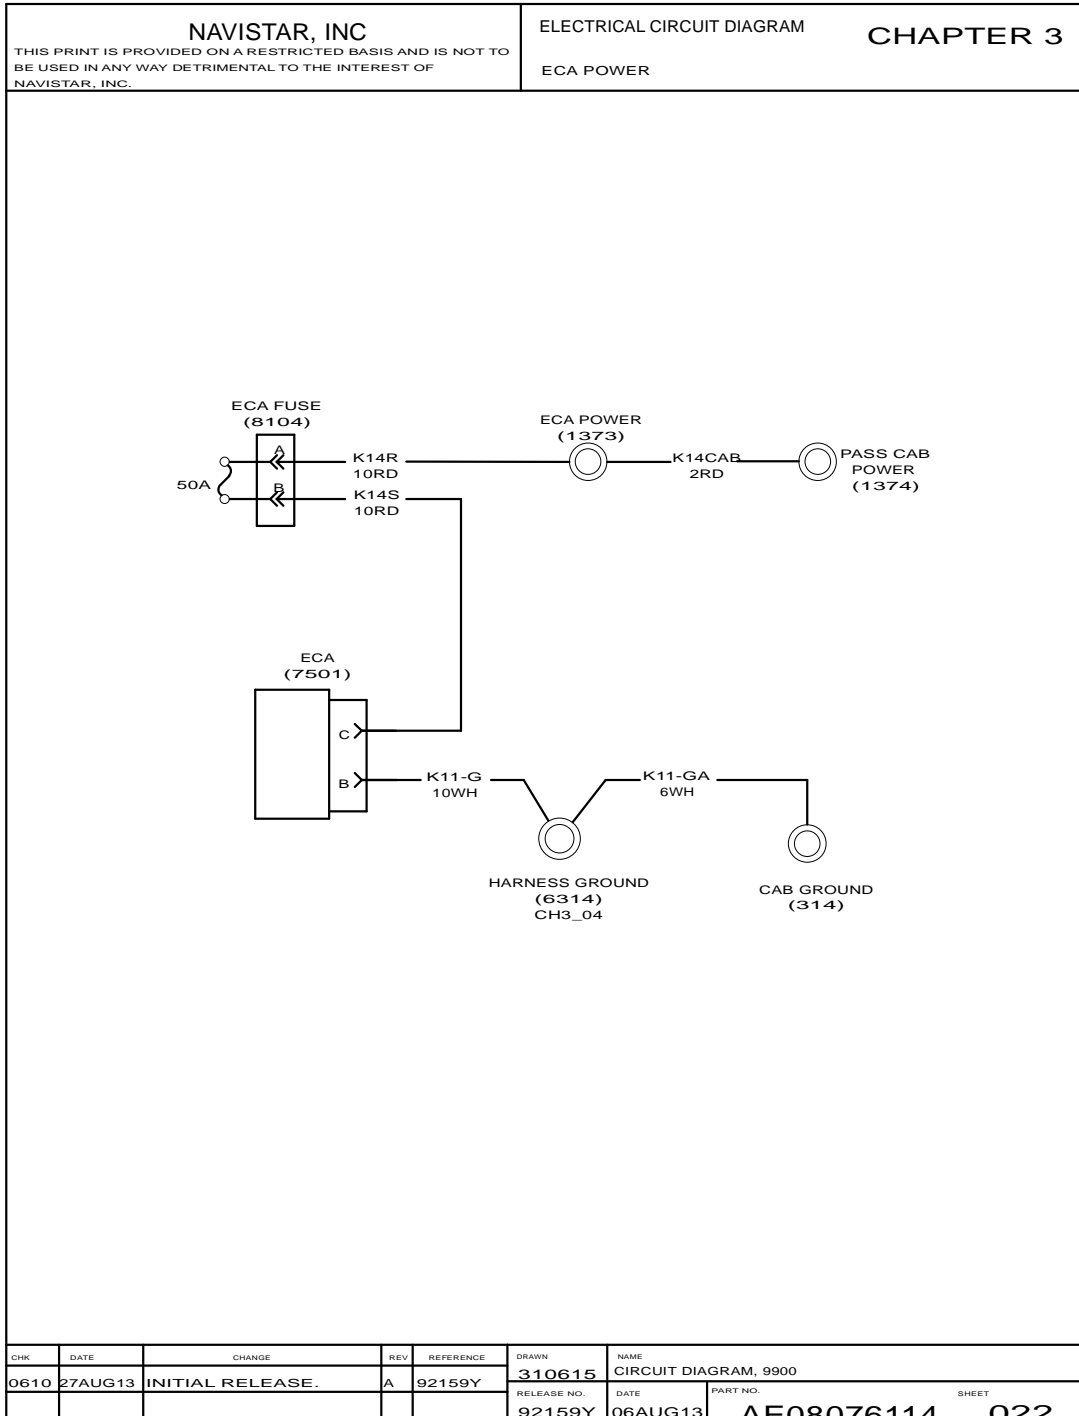 NAVISTAR, INC
THIS PRINT IS PROVIDED ON A RESTRICTED BASIS AND IS NOT TO
BE USED IN ANY WAY DETRIMENTAL TO THE INTEREST OF
NAVISTAR, INC.
ELECTRICAL CIRCUIT DIAGRAM
CHAPTER 3
ECA POWER
ECA FUSE
(8104)
A
B
50A
K14R
10RD
K14S
10RD
ECA POWER
(1373)
K14CAB
2RD
PASS CAB
POWER
(1374)
ECA
(7501)
C
B
K11-G
10WH
K11-GA
6WH
HARNESS GROUND
(6314)
CH3_04
CAB GROUND
(314)
CHK DATE CHANGE REV REFERENCE
0610 27AUG13 INITIAL RELEASE. A 92159Y
DRAWN
310615
NAME
CIRCUIT DIAGRAM, 9900
RELEASE NO.
92159Y
DATE
06AUG13
PART NO.
AE08076114
SHEET
022